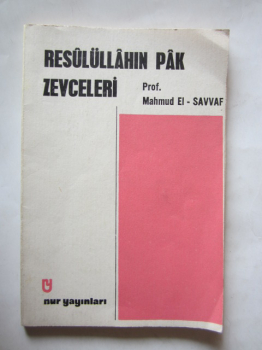 RESÛLÜLLÂHIN PÂK
ZEVCELERİ
Prof.
Mahmud El - SAVVAF
nur yayınları